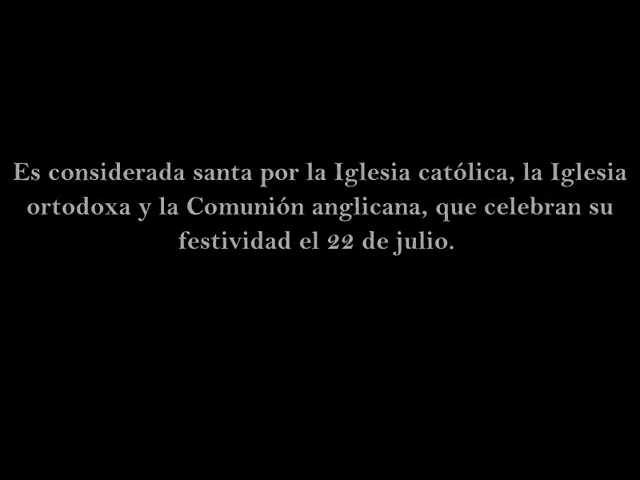 Es considerada santa por la Iglesia católica, la Iglesia
ortodoxa y la Comunión anglicana, que celebran su
festividad el 22 de julio.